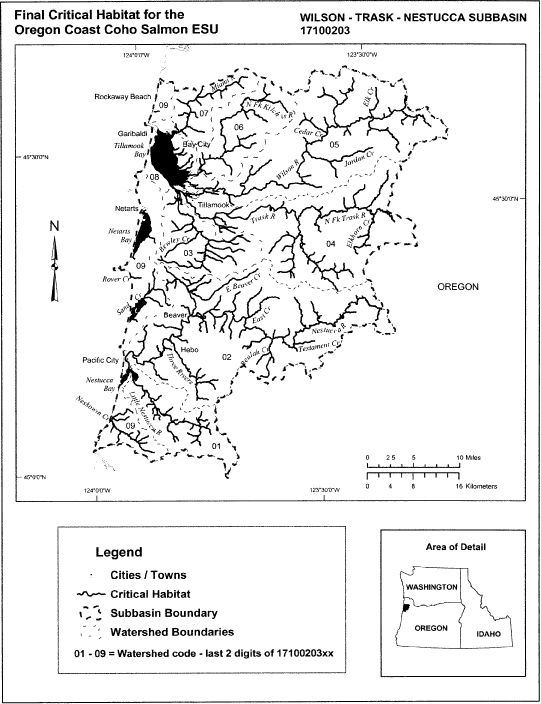 Final Critical Habitat for the
Oregon Coast Coho Salmon ESU
WILSON - TRASK - NESTUCCA SUBBASIN
17100203
124°0'0"W
123°30'0"W
Rockaway Beach
Miami R
09
07
N Fk Kilchis R
Elk Cr
06
Cedar Cr
Garibaldi
Tillamook
Bay
Bay City
05
45°30'0"N
Jordan Cr
Wilson R
08
45°30'0"N
Netarts
Tillamook
Trask R
N Fk Trask R
N
Netarts
Bay
Bewley Cr
Elkhorn Cr
04
03
09
Rover Cr
OREGON
E Beaver Cr
Sand Cr
Beaver
East Cr
Nestucca R
Hebo
Testament Cr
02
Beulah Cr
Pacific City
Three Rivers
Nestucca
Bay
Little Nestucca R
Neskowin Cr
09
01
0 2.5 5 10 Miles
45°0'0"N
0 4 8 16 Kilometers
124°0'0"W
123°30'0"W
Legend
Cities / Towns
Critical Habitat
Subbasin Boundary
Watershed Boundaries
01 - 09 = Watershed code - last 2 digits of 17100203xx
Area of Detail
WASHINGTON
OREGON
IDAHO